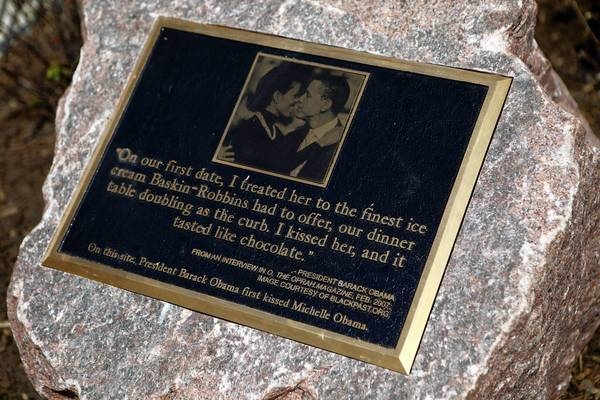 "On our first date, I treated her to the finest ice
cream Baskin-Robbins had to offer, our dinner
table doubling as the curb. I kissed her, and it
tasted like chocolate."
- PRESIDENT BARACK OBAMA
FROM AN INTERVIEW IN O, THE OPRAH MAGAZINE, FEB. 2007;
IMAGE COURTESY OF BLACKPAST.ORG.
On this site, President Barack Obama first kissed Michelle Obama.